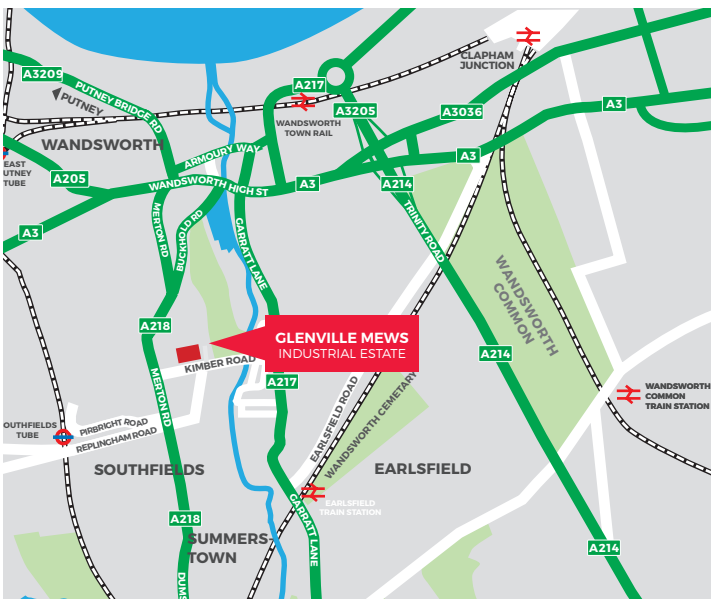 CLAPHAM
JUNCTION
A3209
PUTNEY BRIDGE RD
PUTNEY
A217
A3205
A3036
A3
WANDSWORTH
TOWN RAIL
WANDSWORTH
ARMOURY WAY
A3
EAST
UTNEY
TUBE
A205
WANDSWORTH HIGH ST
A3
A214
MERTON RD
BUCKHOLD RD
GARRATT LANE
TRINITY ROAD
A3
WANDSWORTH
COMMON
A218
GLENVILLE MEWS
INDUSTRIAL ESTATE
A214
KIMBER ROAD
A217
MERTON RD
EARLSFIELD ROAD
WANDSWORTH CEMETARY
WANDSWORTH
COMMON
TRAIN STATION
OUTHFIELDS
TUBE
PIRBRIGHT ROAD
REPLINGHAM ROAD
SOUTHFIELDS
EARLSFIELD
EARLSFIELD
TRAIN STATION
GARRATT LANE
A218
SUMMERS-
TOWN
A214
DUMS